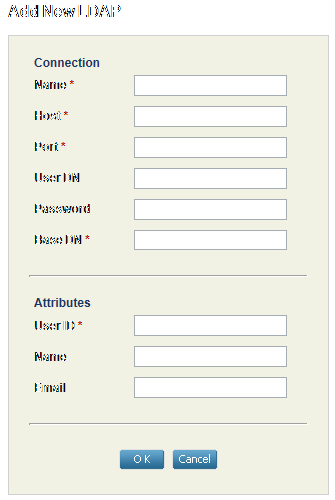 Add New LDAP
Connection
Name *
Host *
Port *
User DN
Password
Base DN *
Attributes
User ID *
Name
Email
OK Cancel